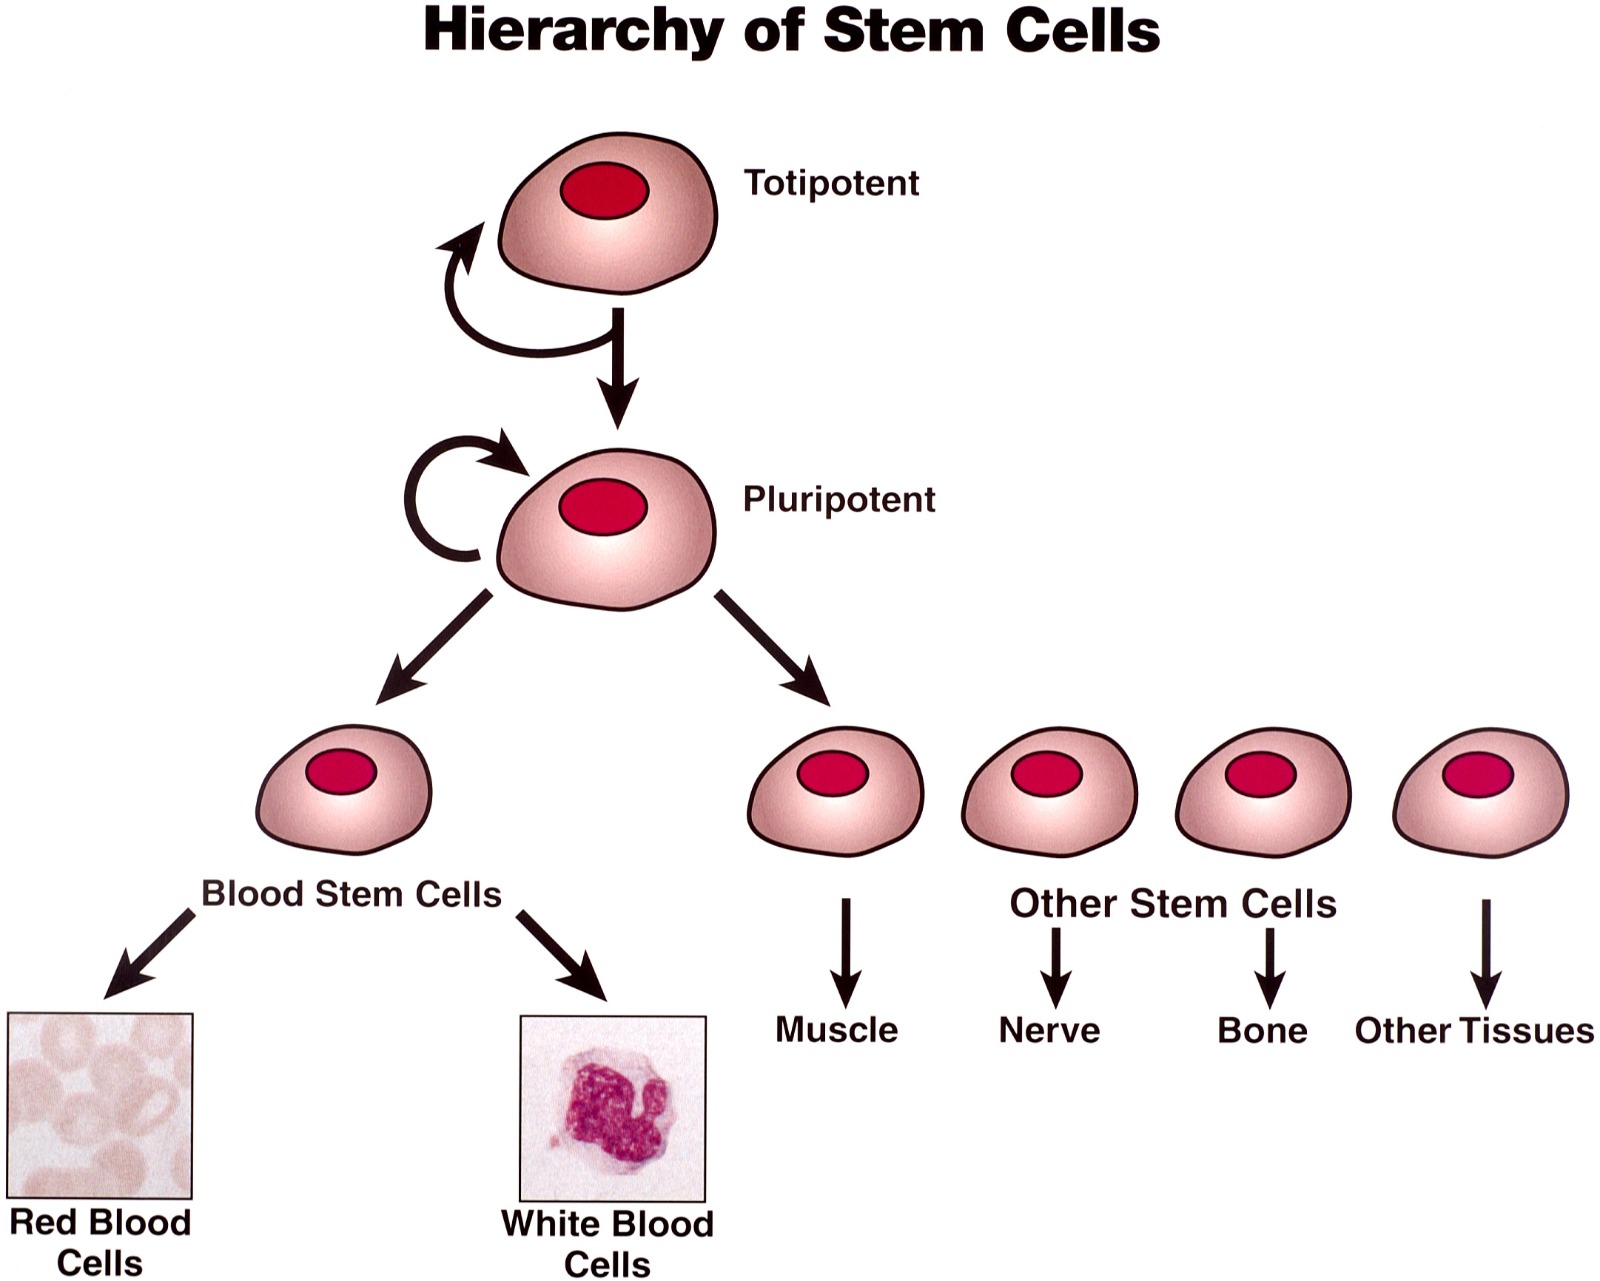 Hierarchy of Stem Cells
Totipotent
Pluripotent
Blood Stem Cells
Other Stem Cells
Muscle
Nerve
Bone
Other Tissues
Red Blood
Cells
White Blood
Cells